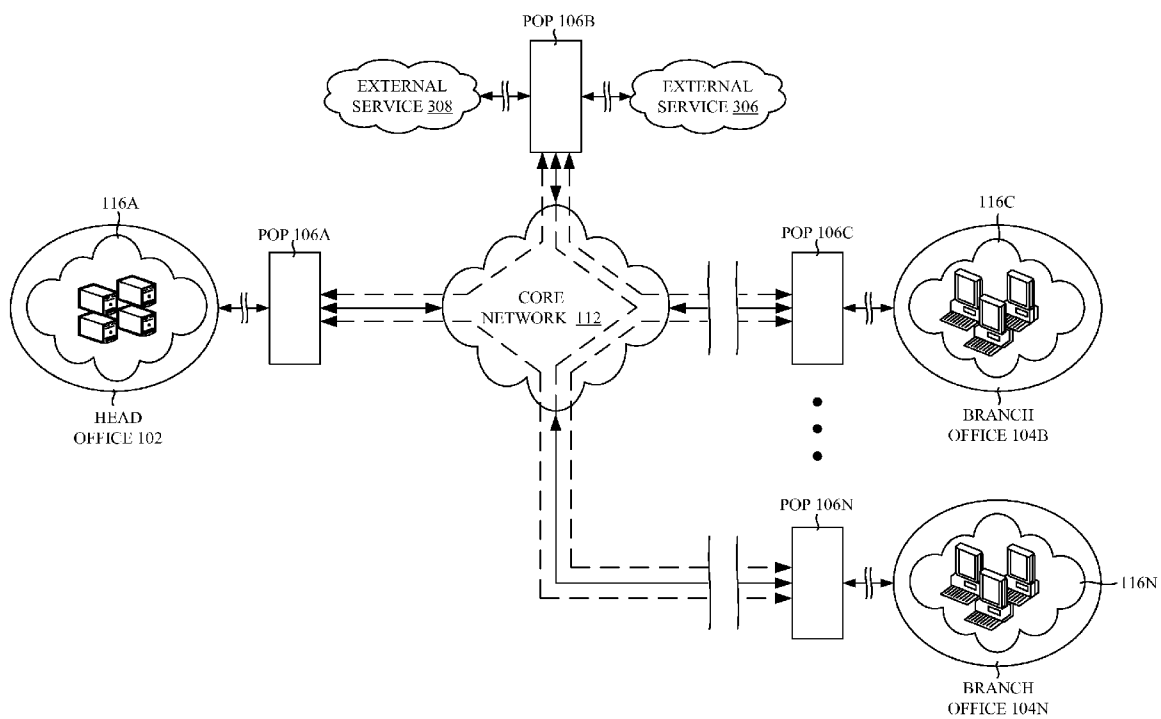 POP 106B
EXTERNAL
SERVICE 308
EXTERNAL
SERVICE 306
116A
POP 106A
POP 106C
116C
CORE
NETWORK 112
HEAD
OFFICE 102
BRANCH
OFFICE 104B
POP 106N
116N
BRANCH
OFFICE 104N